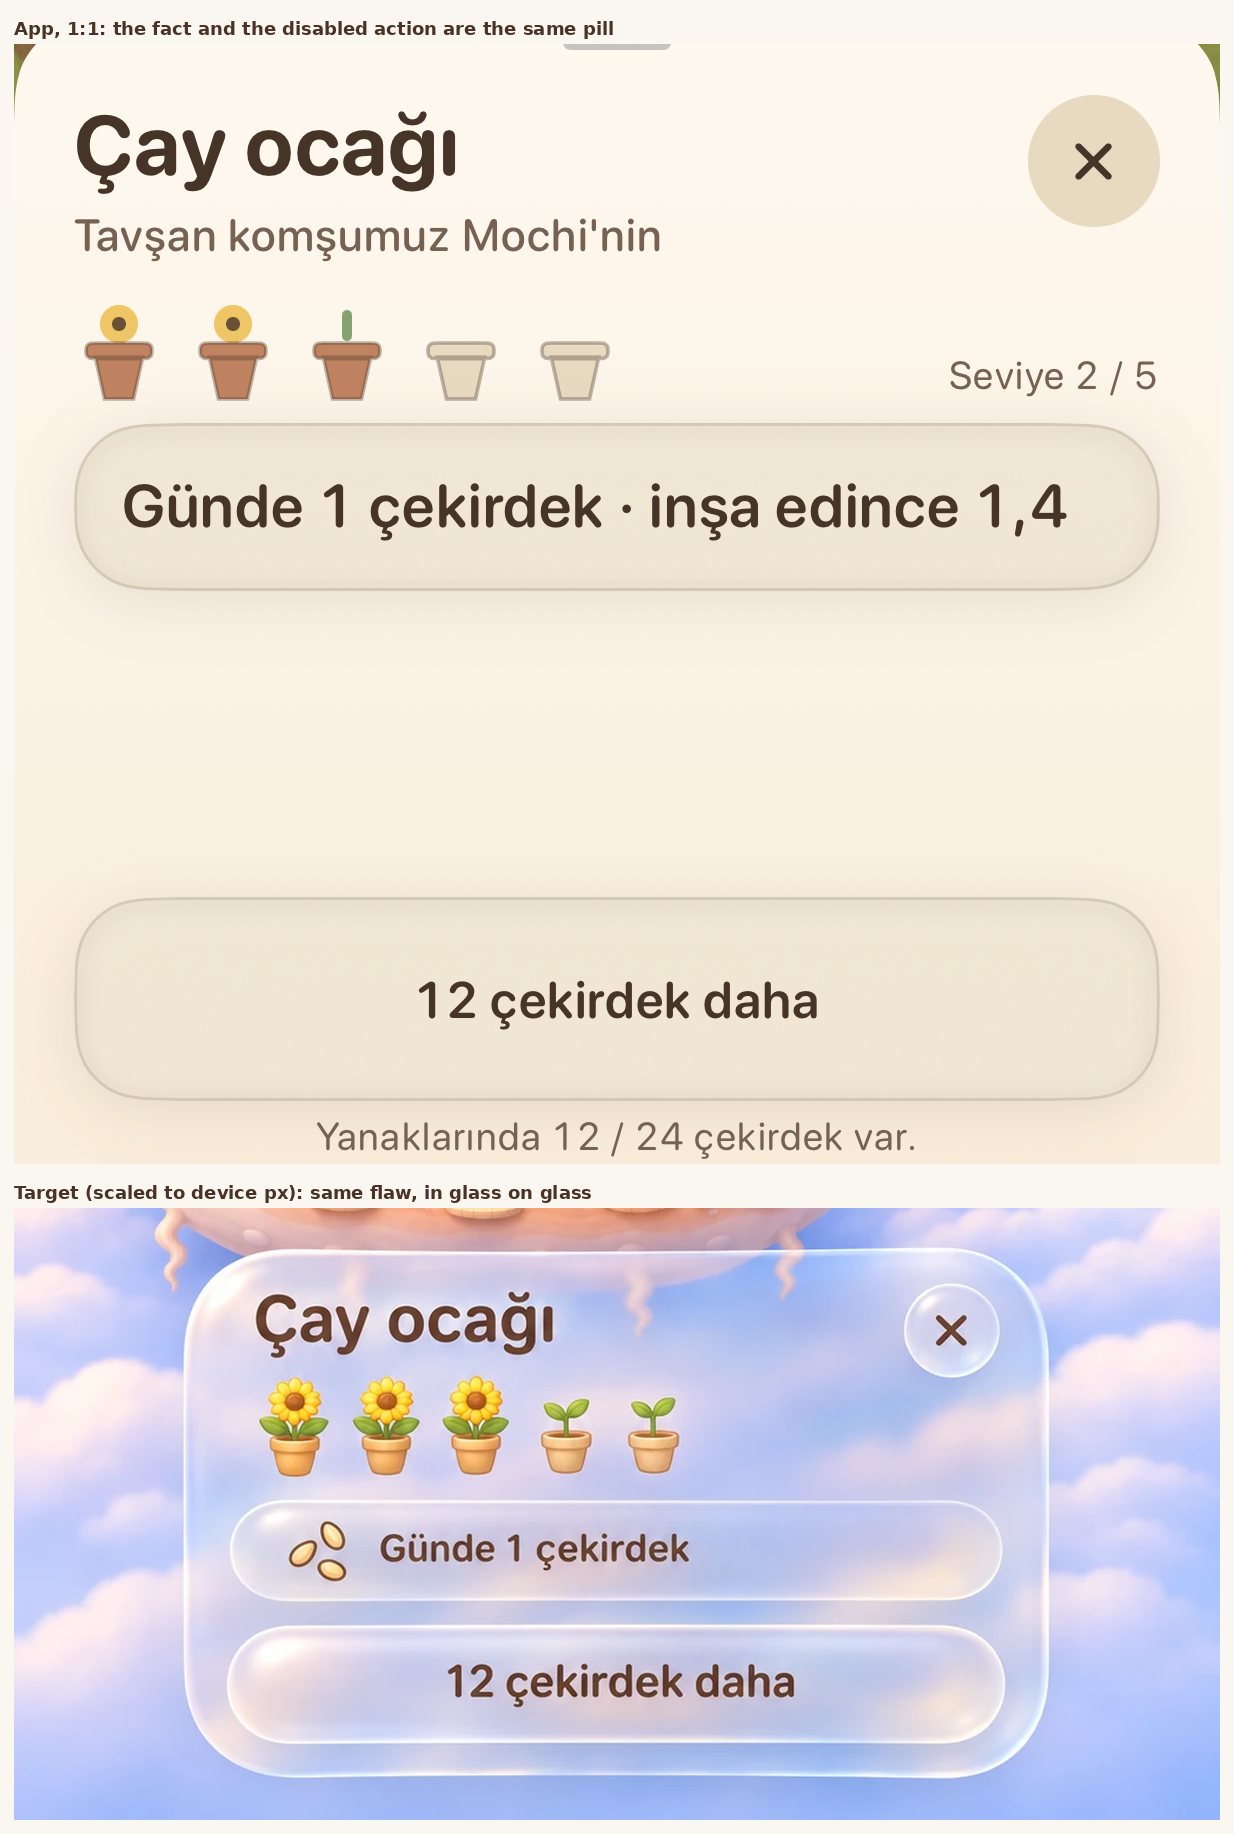 App, 1:1: the fact and the disabled action are the same pill
Çay ocağı
Tavşan komşumuz Mochi'nin
Seviye 2 / 5
Günde 1 çekirdek · inşa edince 1,4
12 çekirdek daha
Yanaklarında 12 / 24 çekirdek var.
Target (scaled to device px): same flaw, in glass on glass
Çay ocağı
Günde 1 çekirdek
12 çekirdek daha